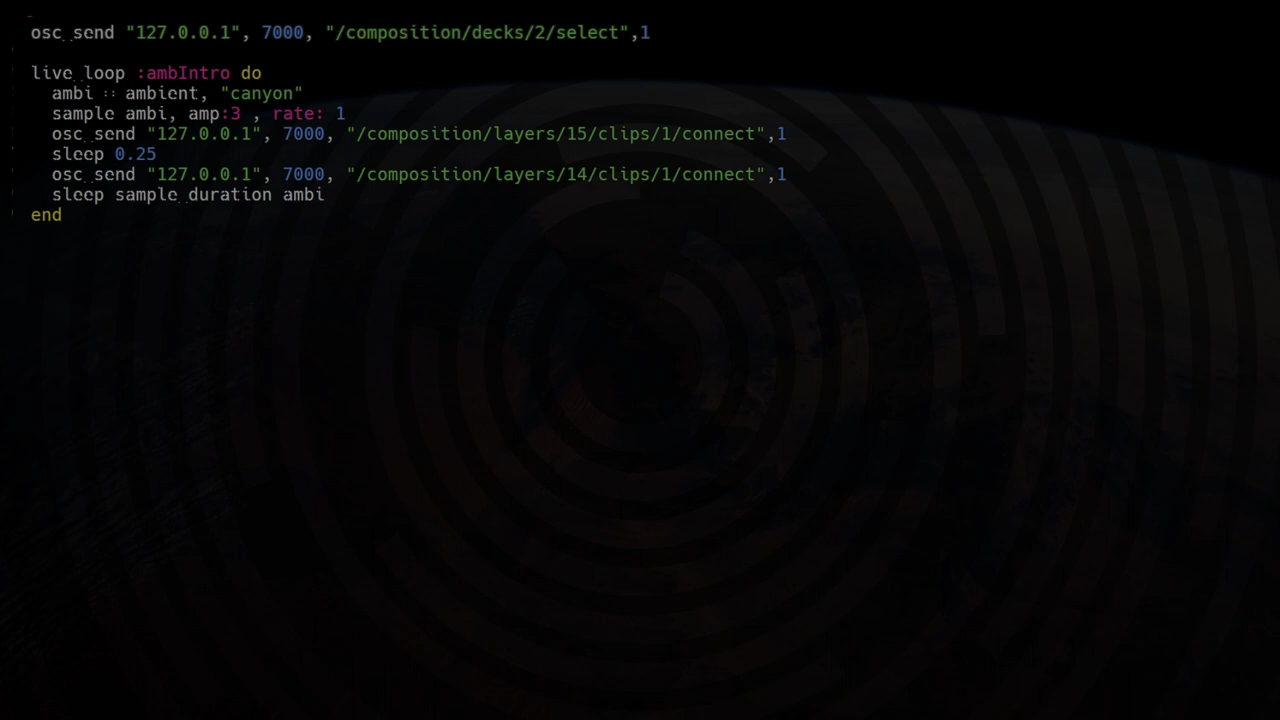 osc_send "127.0.0.1", 7000, "/composition/decks/2/select",1
live_loop :ambIntro do
ambi = ambient, "canyon"
sample ambi, amp:3 , rate: 1
osc_send "127.0.0.1", 7000, "/composition/layers/15/clips/1/connect",1
sleep 0.25
osc_send "127.0.0.1", 7000, "/composition/layers/14/clips/1/connect",1
sleep sample_duration ambi
end